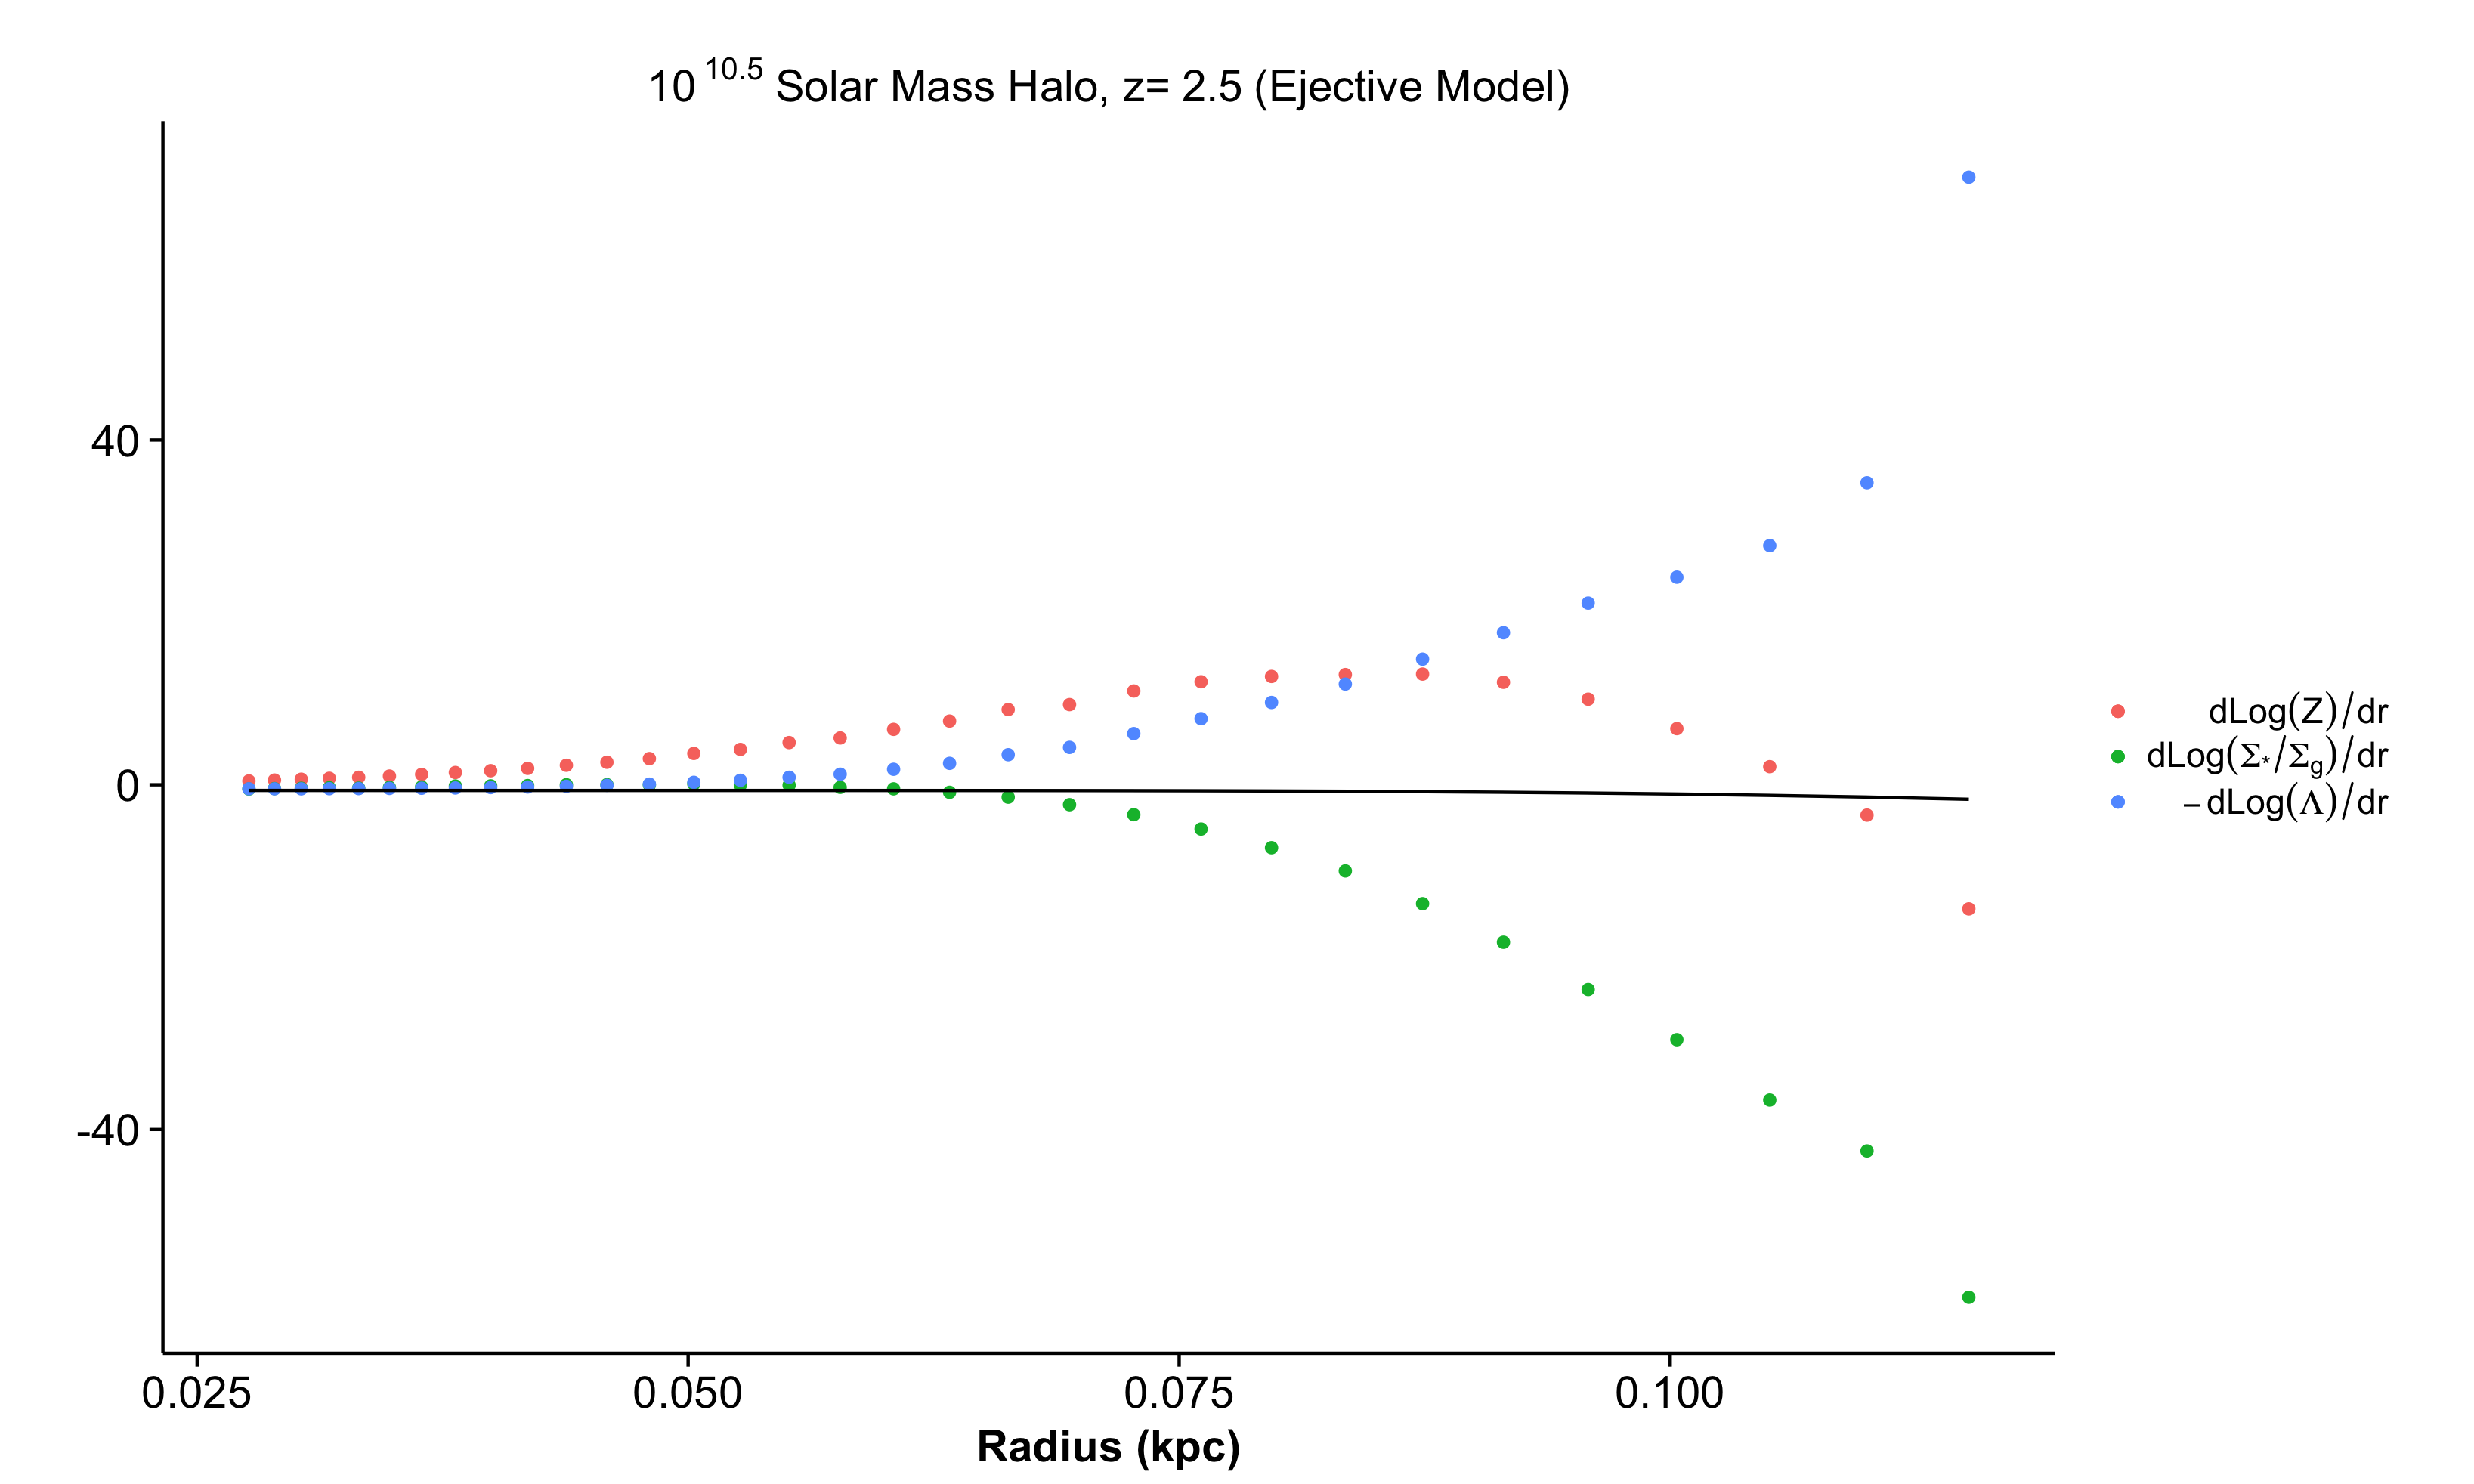 10^10.5 Solar Mass Halo, z= 2.5 (Ejective Model)
40
0
-40
0.025 0.050 0.075 0.100
Radius (kpc)
dLog(Z)/dr
dLog(Σ*/Σg)/dr
– dLog(Λ)/dr